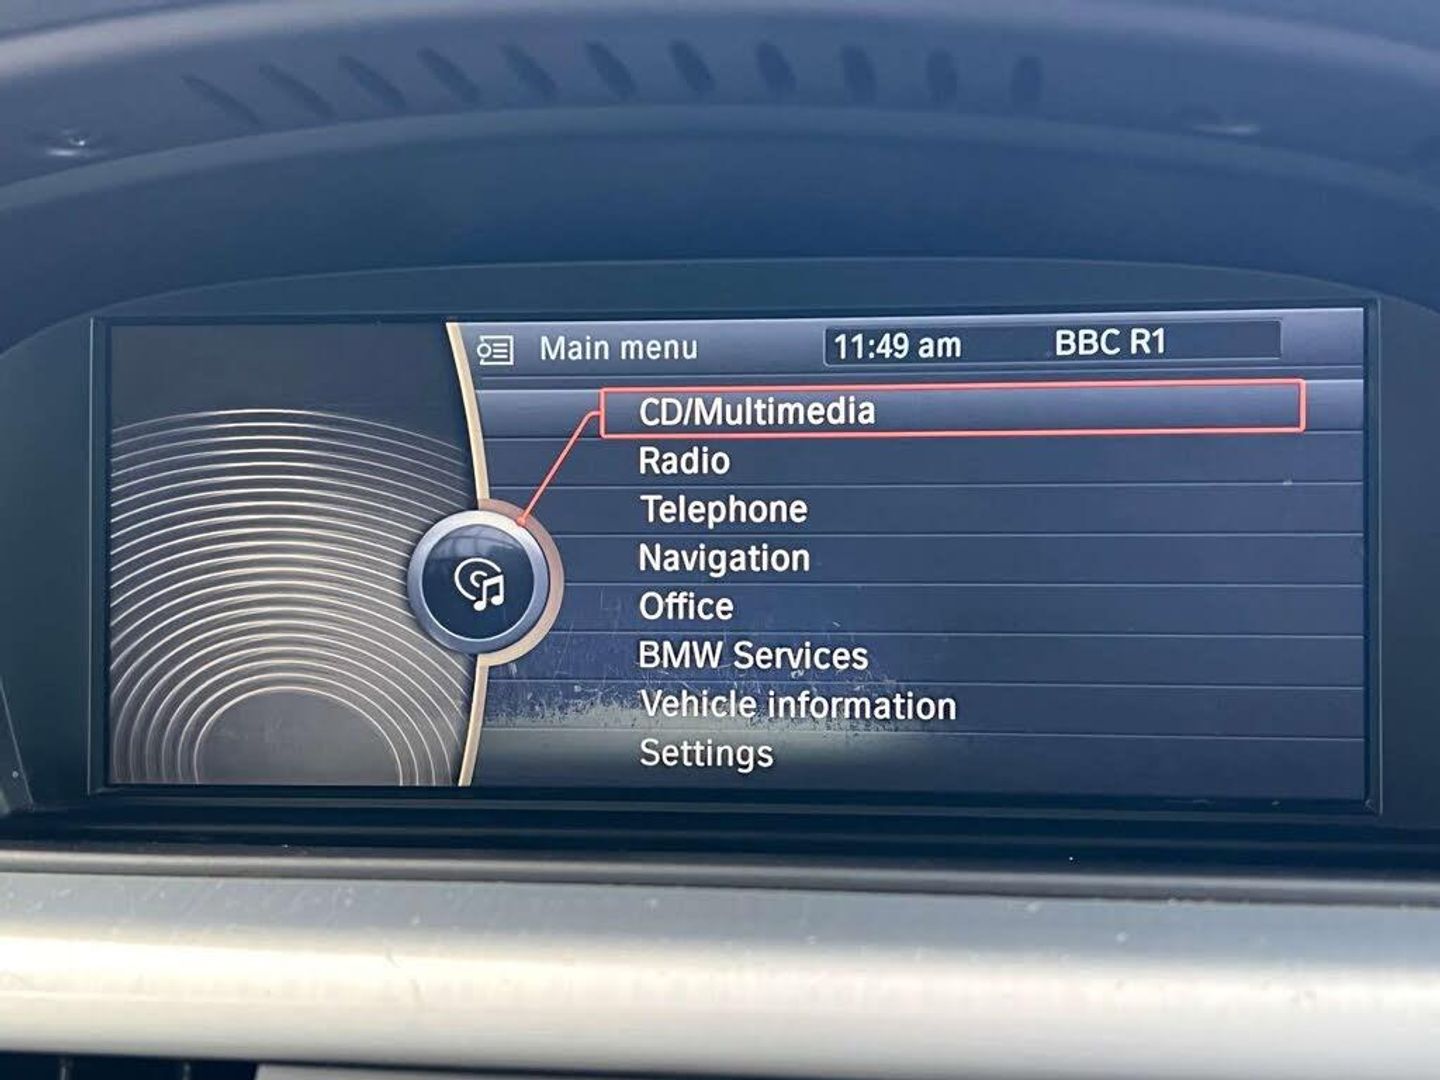 Main menu 11:49 am BBC R1
CD/Multimedia
Radio
Telephone
Navigation
Office
BMW Services
Vehicle information
Settings